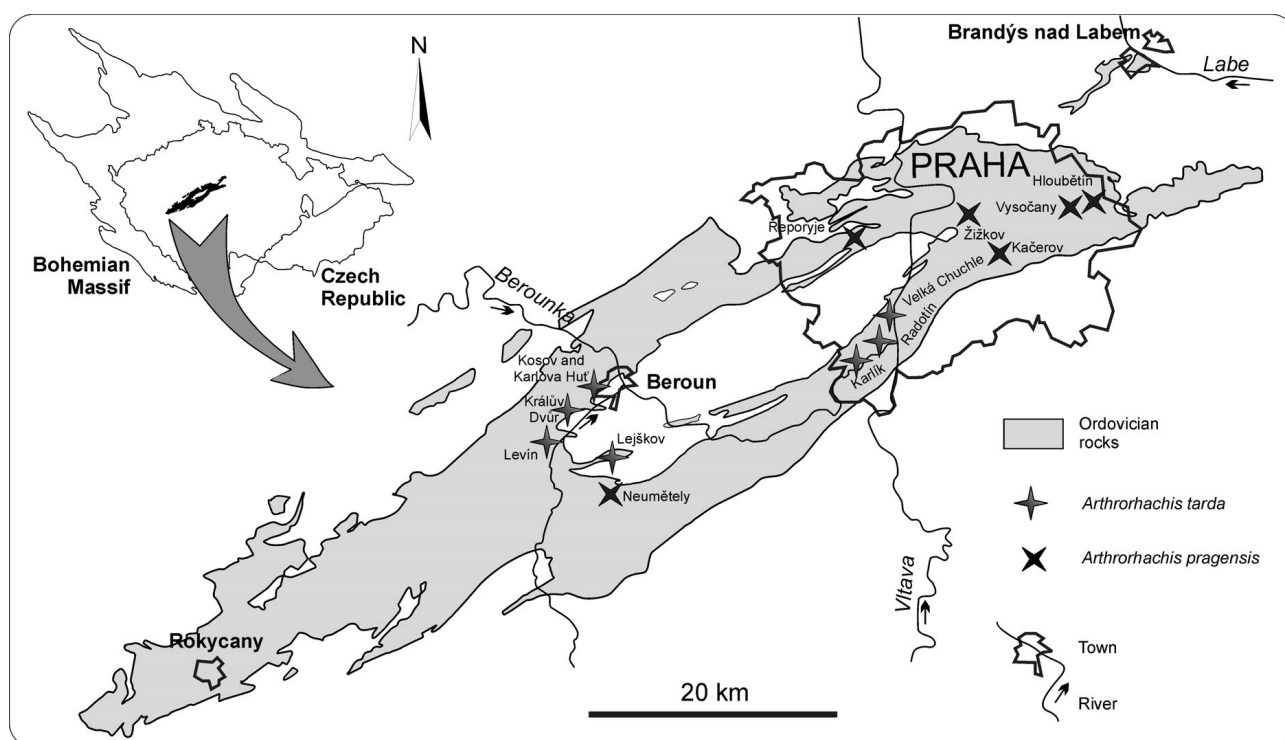 N
Bohemian
Massif
Czech
Republic
Brandýs nad Labem
Labe
PRAHA
Hloubětín
Vysočany
Žižkov
Kačerov
Řeporyje
Velká Chuchle
Radotín
Karlík
Berounka
Kosov and
Karlova Huť
Beroun
Králův
Dvůr
Levín
Lejškov
Neumětely
Rokycany
Vltava
20 km
Ordovician
rocks
Arthrorhachis tarda
Arthrorhachis pragensis
Town
River